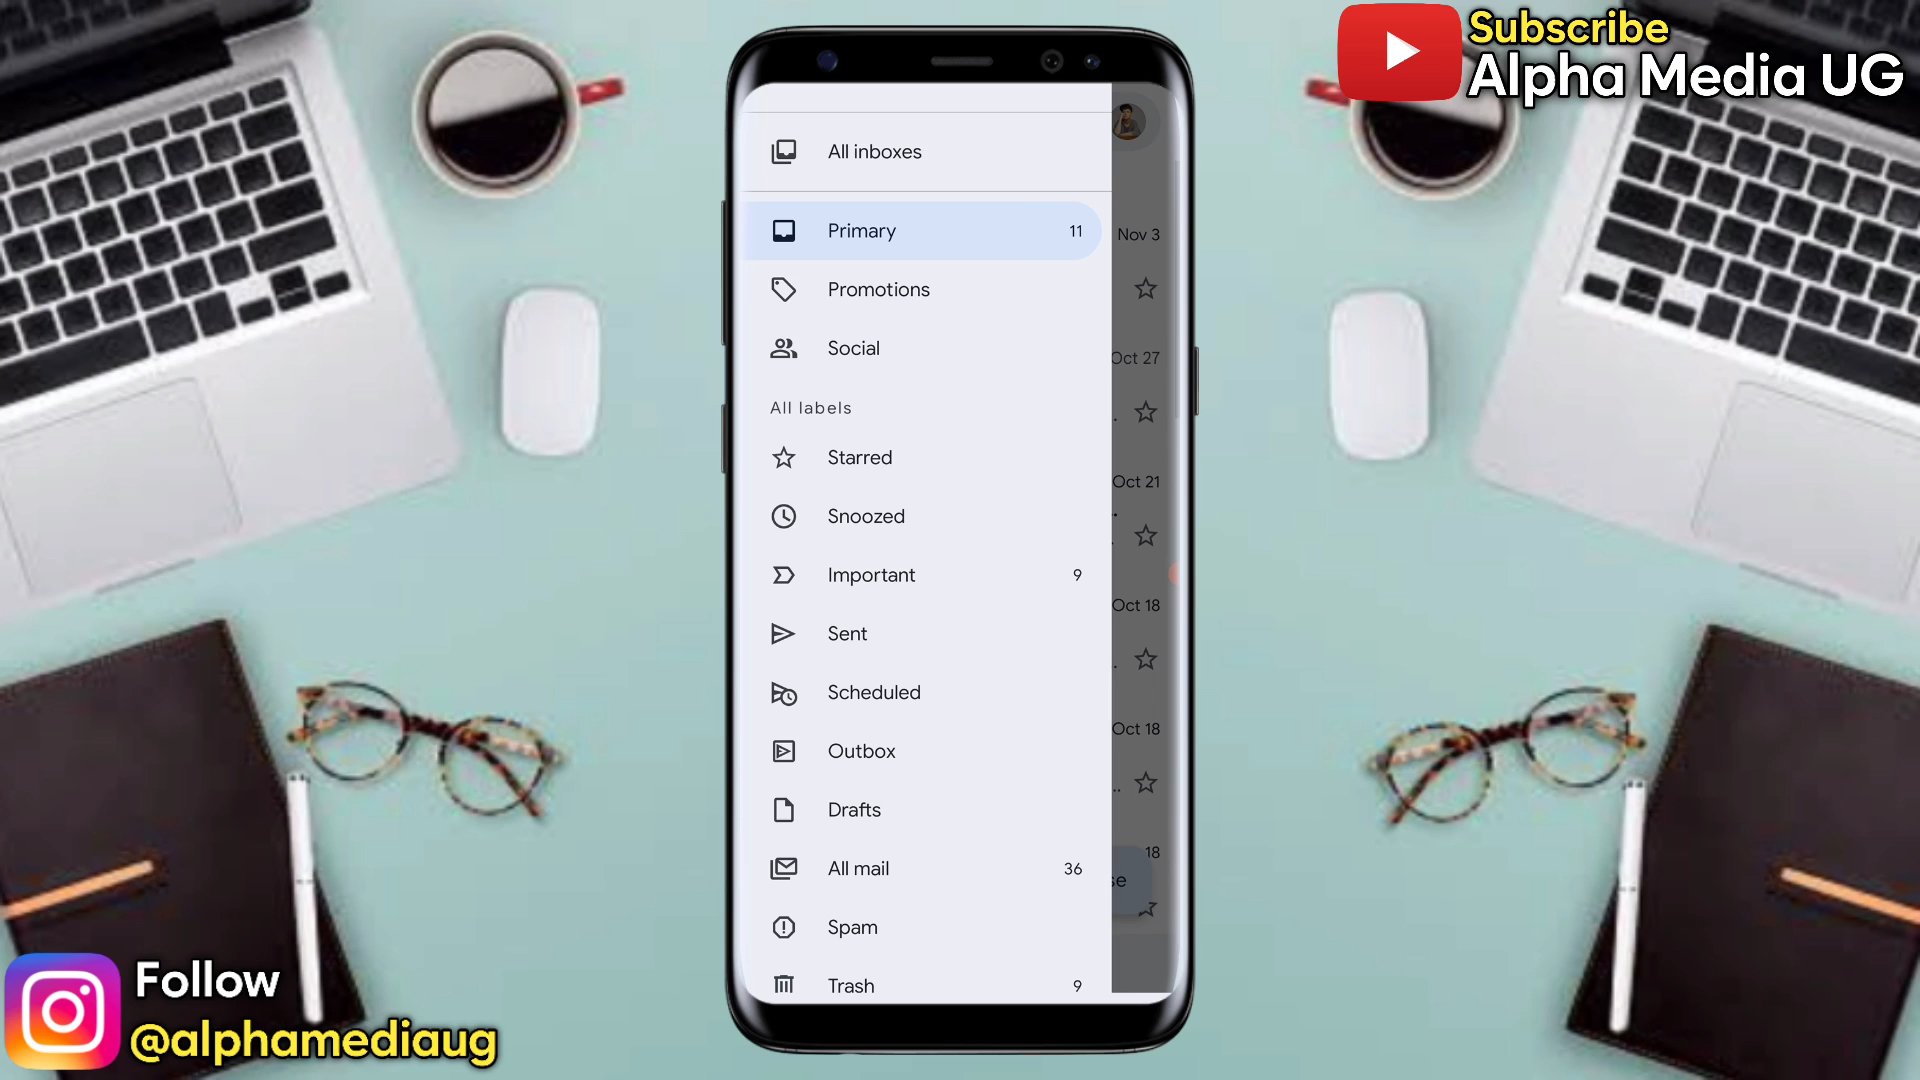 Subscribe
Alpha Media UG
All inboxes
Primary 11
Nov 3
Promotions
Social
Oct 27
All labels
Starred
Oct 21
Snoozed
Important 9
Oct 18
Sent
Scheduled
Oct 18
Outbox
Drafts
18
All mail 36
se
Spam
Trash 9
Follow
@alphamediaug